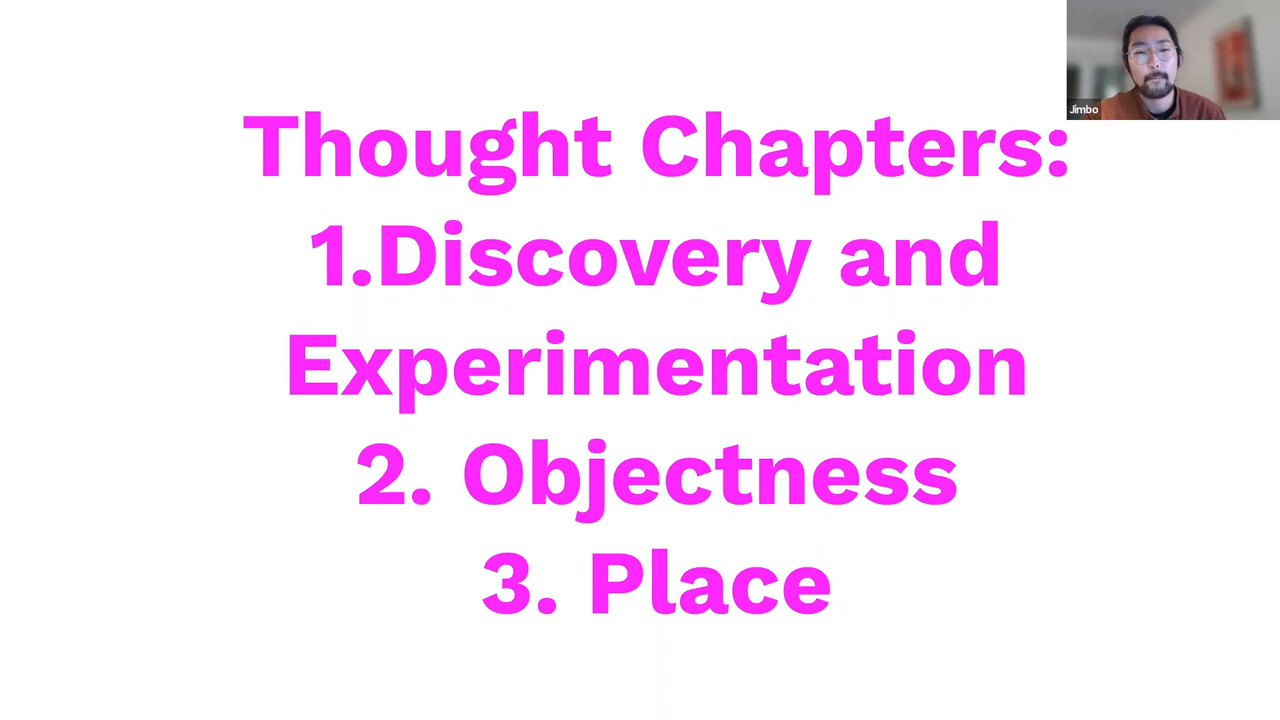 Jimbo
Thought Chapters:
1.Discovery and
Experimentation
2. Objectness
3. Place